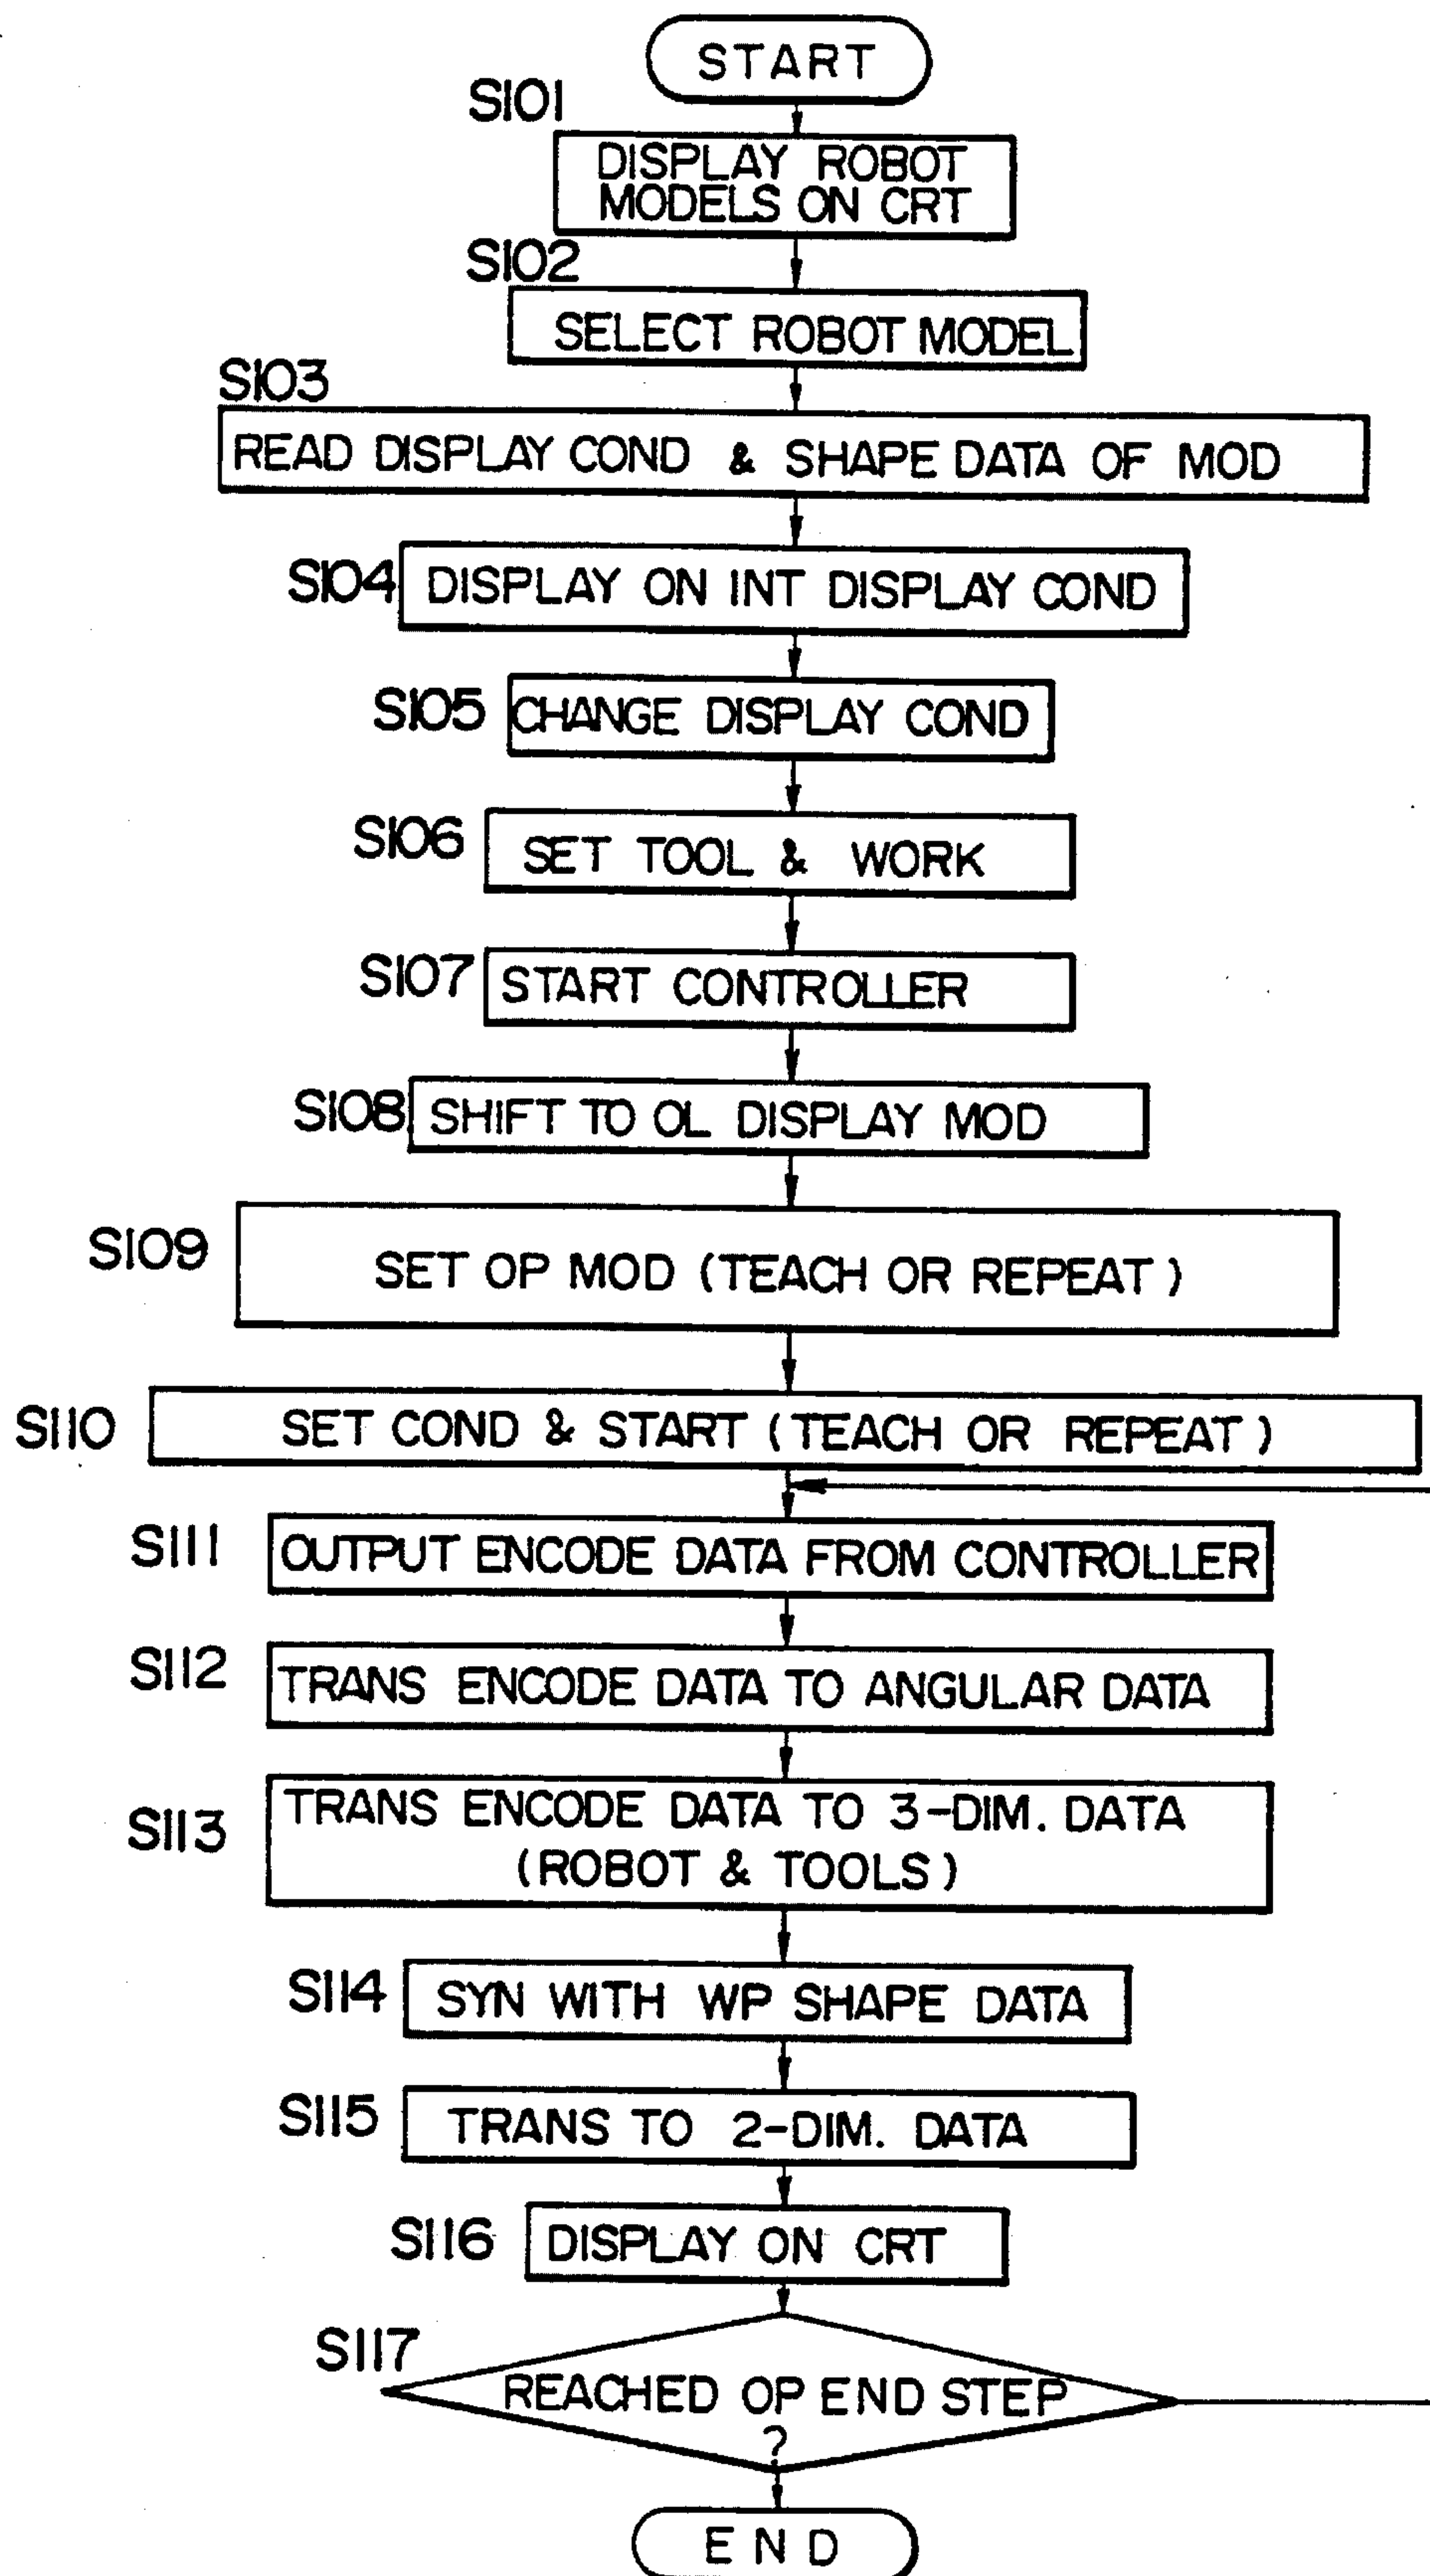 START
S101
DISPLAY ROBOT
MODELS ON CRT
S102
SELECT ROBOT MODEL
S103
READ DISPLAY COND & SHAPE DATA OF MOD
S104
DISPLAY ON INT DISPLAY COND
S105
CHANGE DISPLAY COND
S106
SET TOOL & WORK
S107
START CONTROLLER
S108
SHIFT TO OL DISPLAY MOD
S109
SET OP MOD (TEACH OR REPEAT)
S110
SET COND & START (TEACH OR REPEAT)
S111
OUTPUT ENCODE DATA FROM CONTROLLER
S112
TRANS ENCODE DATA TO ANGULAR DATA
S113
TRANS ENCODE DATA TO 3-DIM. DATA
(ROBOT & TOOLS)
S114
SYN WITH WP SHAPE DATA
S115
TRANS TO 2-DIM. DATA
S116
DISPLAY ON CRT
S117
REACHED OP END STEP
?
END